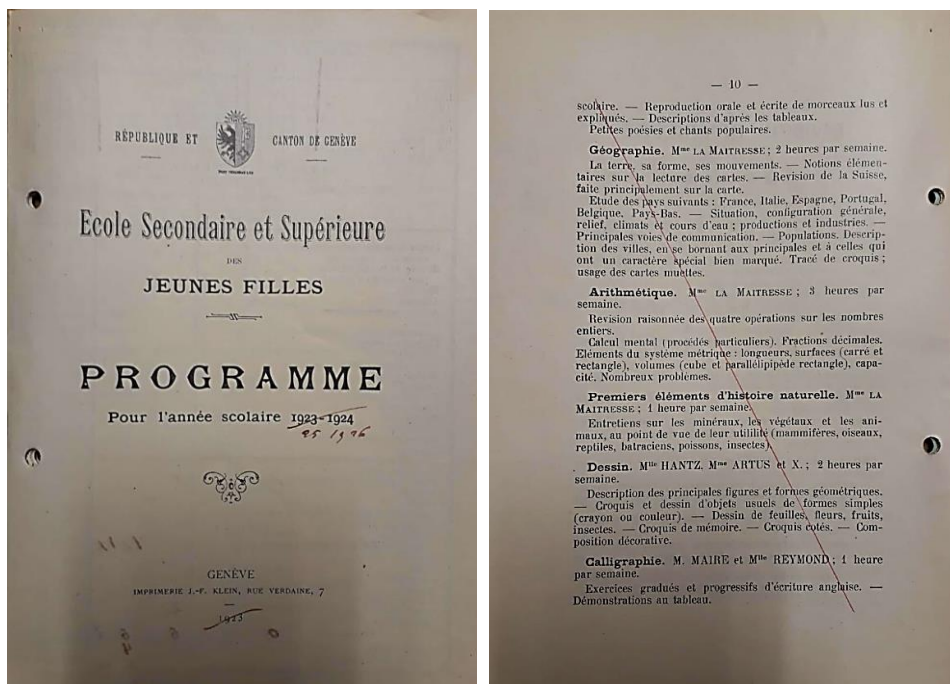 RÉPUBLIQUE ET CANTON DE GENÈVE
POST TENEBRAS LUX
Ecole Secondaire et Supérieure
DES
JEUNES FILLES
PROGRAMME
Pour l'année scolaire 1923-1924
25 1926
GENÈVE
IMPRIMERIE J.-F. KLEIN, RUE VERDAINE, 7
1923
— 10 —
scolaire. — Reproduction orale et écrite de morceaux lus et
expliqués. — Descriptions d'après les tableaux.
Petites poésies et chants populaires.
Géographie. Mme LA MAITRESSE ; 2 heures par semaine.
La terre, sa forme, ses mouvements. — Notions élémen-
taires sur la lecture des cartes. — Revision de la Suisse,
faite principalement sur la carte.
Etude des pays suivants : France, Italie, Espagne, Portugal,
Belgique, Pays-Bas. — Situation, configuration générale,
relief, climats et cours d'eau ; productions et industries. —
Principales voies de communication. — Populations. Descrip-
tion des villes, en se bornant aux principales et à celles qui
ont un caractère spécial bien marqué. Tracé de croquis ;
usage des cartes muettes.
Arithmétique. Mme LA MAITRESSE ; 3 heures par
semaine.
Revision raisonnée des quatre opérations sur les nombres
entiers.
Calcul mental (procédés particuliers). Fractions décimales.
Eléments du système métrique : longueurs, surfaces (carré et
rectangle), volumes (cube et parallélipipède rectangle), capa-
cité. Nombreux problèmes.
Premiers éléments d'histoire naturelle. Mme LA
MAITRESSE ; 1 heure par semaine.
Entretiens sur les minéraux, les végétaux et les ani-
maux, au point de vue de leur utililité (mammifères, oiseaux,
reptiles, batraciens, poissons, insectes)
Dessin. Mlle HANTZ, Mme ARTUS et X. ; 2 heures par
semaine.
Description des principales figures et formes géométriques.
— Croquis et dessin d'objets usuels de formes simples
(crayon ou couleur). — Dessin de feuilles, fleurs, fruits,
insectes. — Croquis de mémoire. — Croquis cotés. — Com-
position décorative.
Calligraphie. M. MAIRE et Mlle REYMOND ; 1 heure
par semaine.
Exercices gradués et progressifs d'écriture anglaise. —
Démonstrations au tableau.